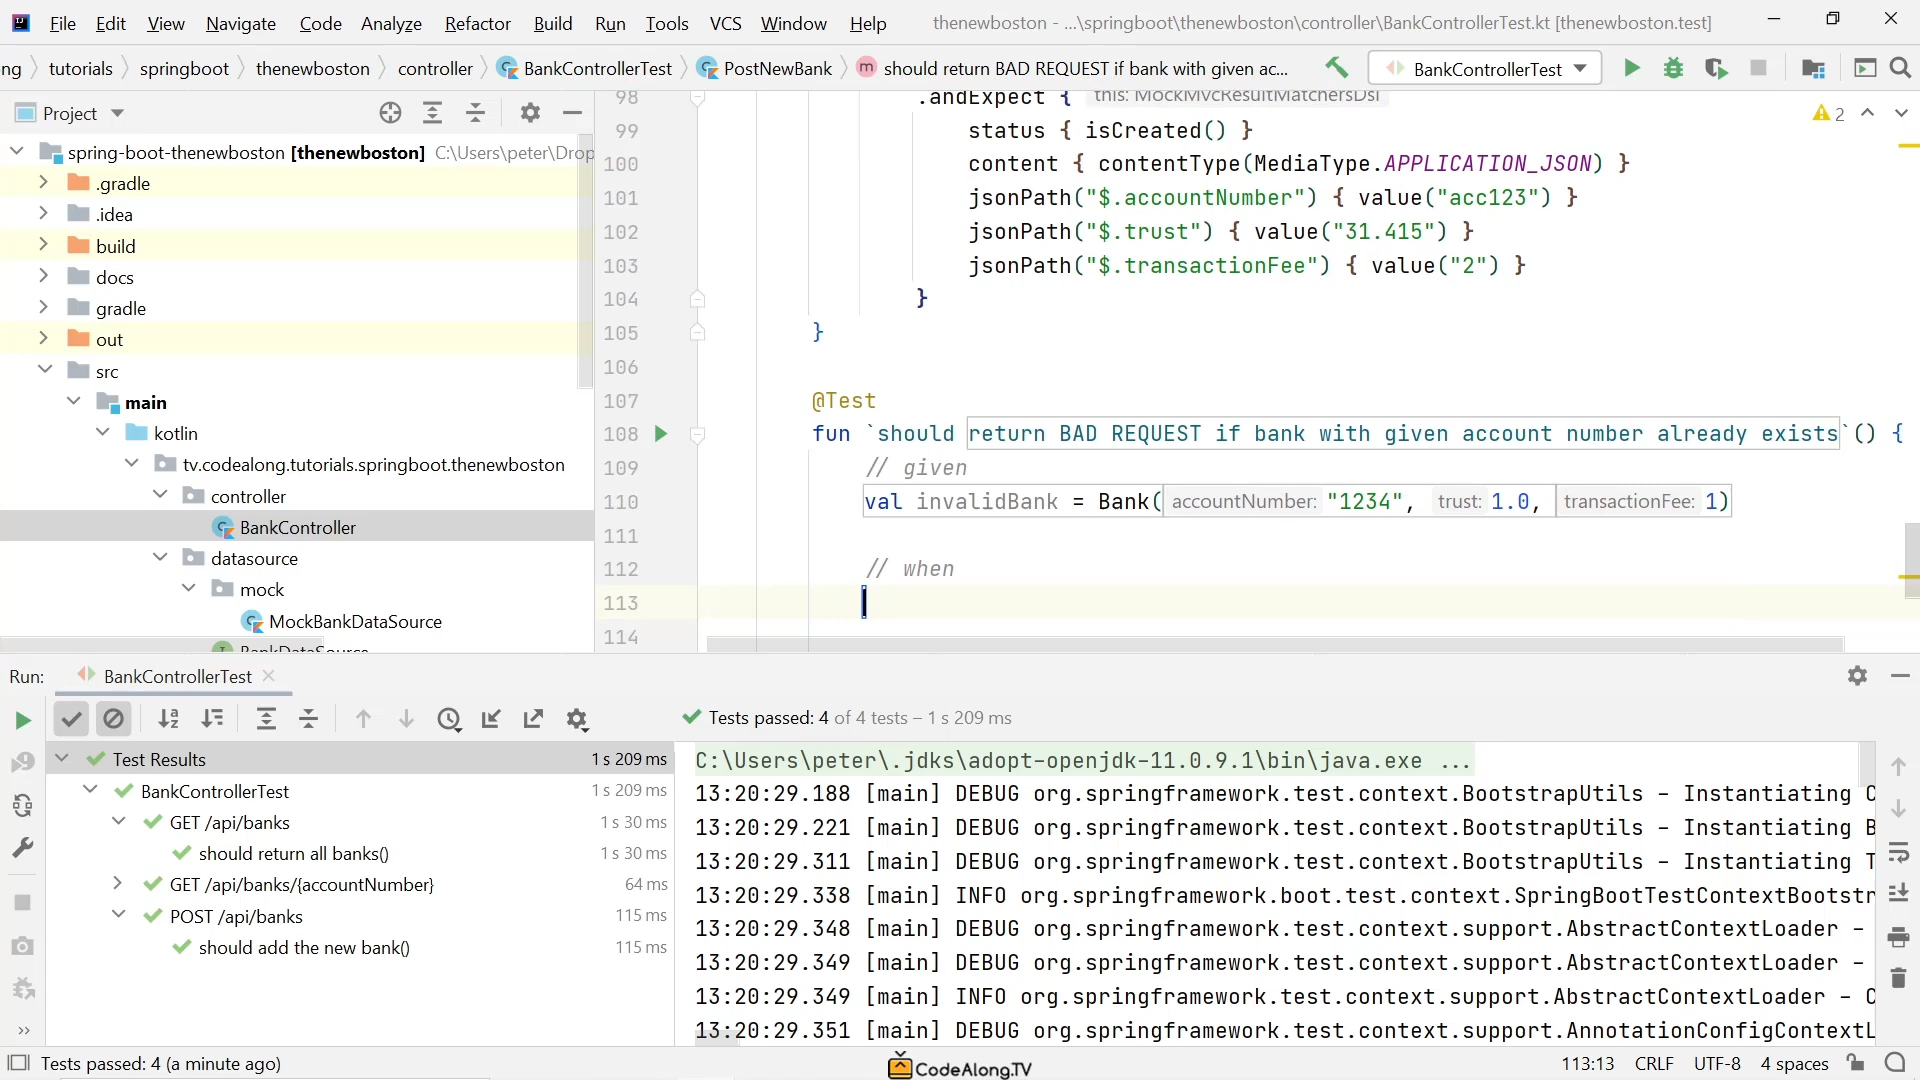 File Edit View Navigate Code Analyze Refactor Build Run Tools VCS Window Help thenewboston - ...\springboot\thenewboston\controller\BankControllerTest.kt [thenewboston.test]
ng tutorials springboot thenewboston controller BankControllerTest PostNewBank should return BAD REQUEST if bank with given ac... BankControllerTest
Project
spring-boot-thenewboston [thenewboston] C:\Users\peter\Drop
.gradle
.idea
build
docs
gradle
out
src
main
kotlin
tv.codealong.tutorials.springboot.thenewboston
controller
BankController
datasource
mock
MockBankDataSource
BankDataSource
2
98 .andExpect { this: MockMvcResultMatchersDsl
99 status { isCreated() }
100 content { contentType(MediaType.APPLICATION_JSON) }
101 jsonPath("$.accountNumber") { value("acc123") }
102 jsonPath("$.trust") { value("31.415") }
103 jsonPath("$.transactionFee") { value("2") }
104 }
105 }
106
107 @Test
108 fun `should return BAD REQUEST if bank with given account number already exists`() {
109 // given
110 val invalidBank = Bank( accountNumber: "1234", trust: 1.0, transactionFee: 1)
111
112 // when
113
114
Run: BankControllerTest
Tests passed: 4 of 4 tests – 1 s 209 ms
Test Results 1 s 209 ms
BankControllerTest 1 s 209 ms
GET /api/banks 1 s 30 ms
should return all banks() 1 s 30 ms
GET /api/banks/{accountNumber} 64 ms
POST /api/banks 115 ms
should add the new bank() 115 ms
C:\Users\peter\.jdks\adopt-openjdk-11.0.9.1\bin\java.exe ...
13:20:29.188 [main] DEBUG org.springframework.test.context.BootstrapUtils - Instantiating C
13:20:29.221 [main] DEBUG org.springframework.test.context.BootstrapUtils - Instantiating B
13:20:29.311 [main] DEBUG org.springframework.test.context.BootstrapUtils - Instantiating T
13:20:29.338 [main] INFO org.springframework.boot.test.context.SpringBootTestContextBootstr
13:20:29.348 [main] DEBUG org.springframework.test.context.support.AbstractContextLoader -
13:20:29.349 [main] DEBUG org.springframework.test.context.support.AbstractContextLoader -
13:20:29.349 [main] INFO org.springframework.test.context.support.AbstractContextLoader - C
13:20:29.351 [main] DEBUG org.springframework.test.context.support.AnnotationConfigContextL
Tests passed: 4 (a minute ago) CodeAlong.TV 113:13 CRLF UTF-8 4 spaces